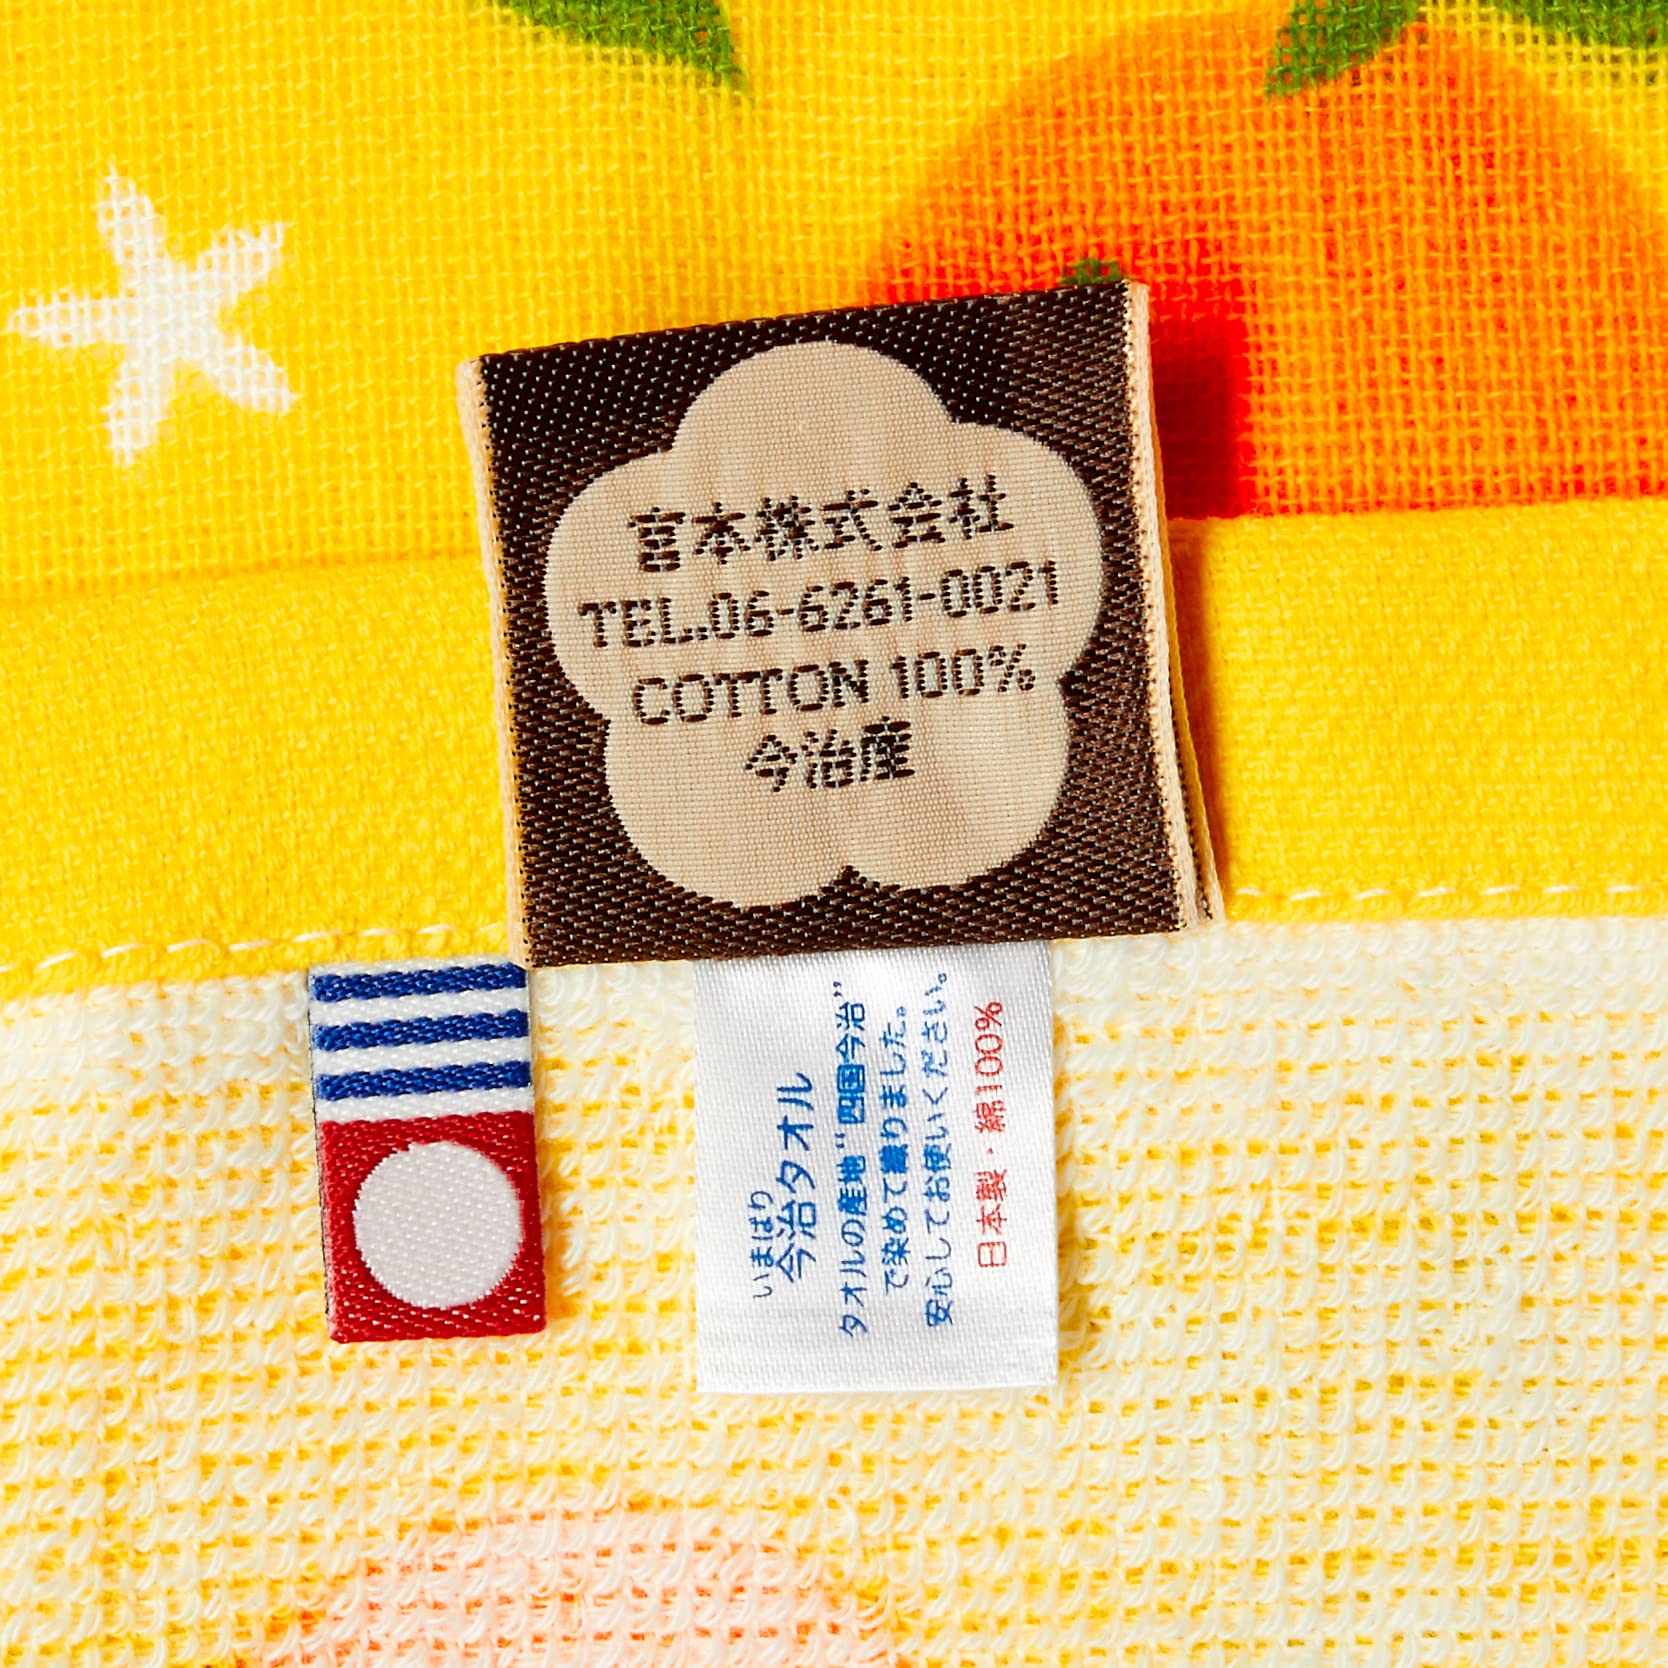 宮本株式会社
TEL.06-6261-0021
COTTON 100%
今治産
いまばり
今治タオル
タオルの産地“四国今治”
で染めて織りました。
安心してお使いください。
日本製・綿100%